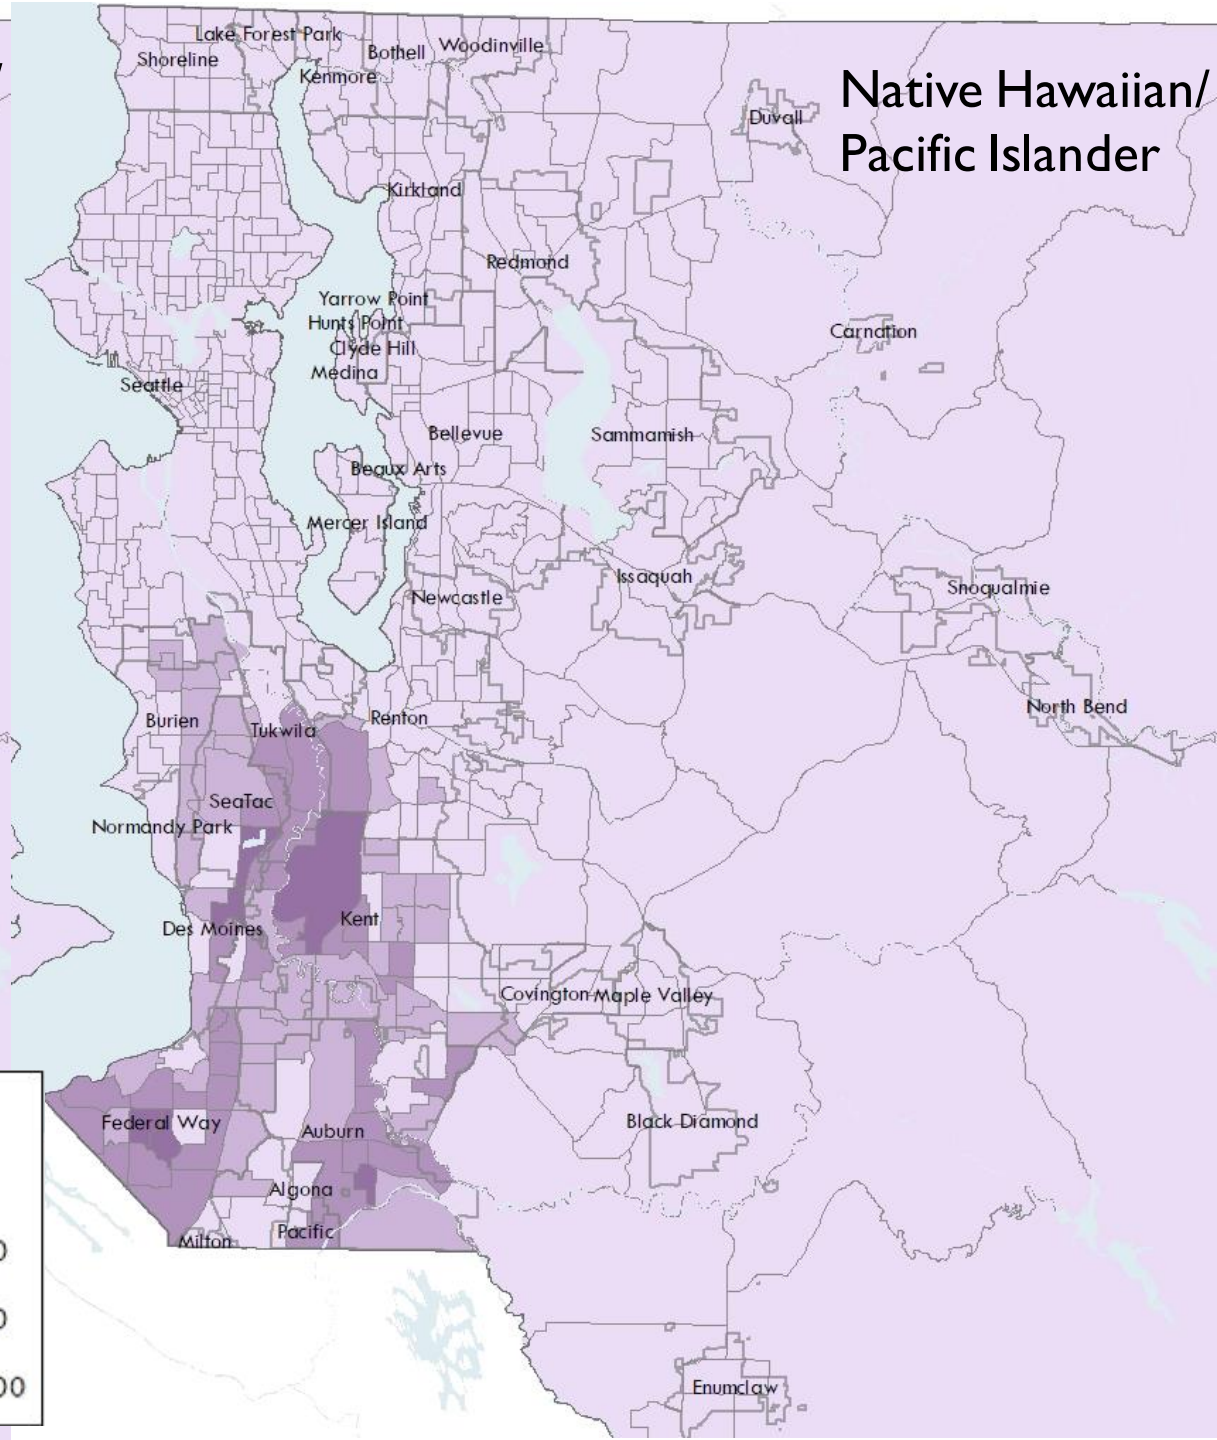 Native Hawaiian/
Pacific Islander
Lake Forest Park
Shoreline
Bothell
Woodinville
Kenmore
Duvall
Kirkland
Redmond
Yarrow Point
Hunts Point
Clyde Hill
Medina
Carnation
Seattle
Bellevue
Sammamish
Beaux Arts
Mercer Island
Issaquah
Newcastle
Snoqualmie
North Bend
Burien
Tukwila
Renton
SeaTac
Normandy Park
Des Moines
Kent
Covington
Maple Valley
Federal Way
Auburn
Black Diamond
Algona
Pacific
Milton
Enumclaw